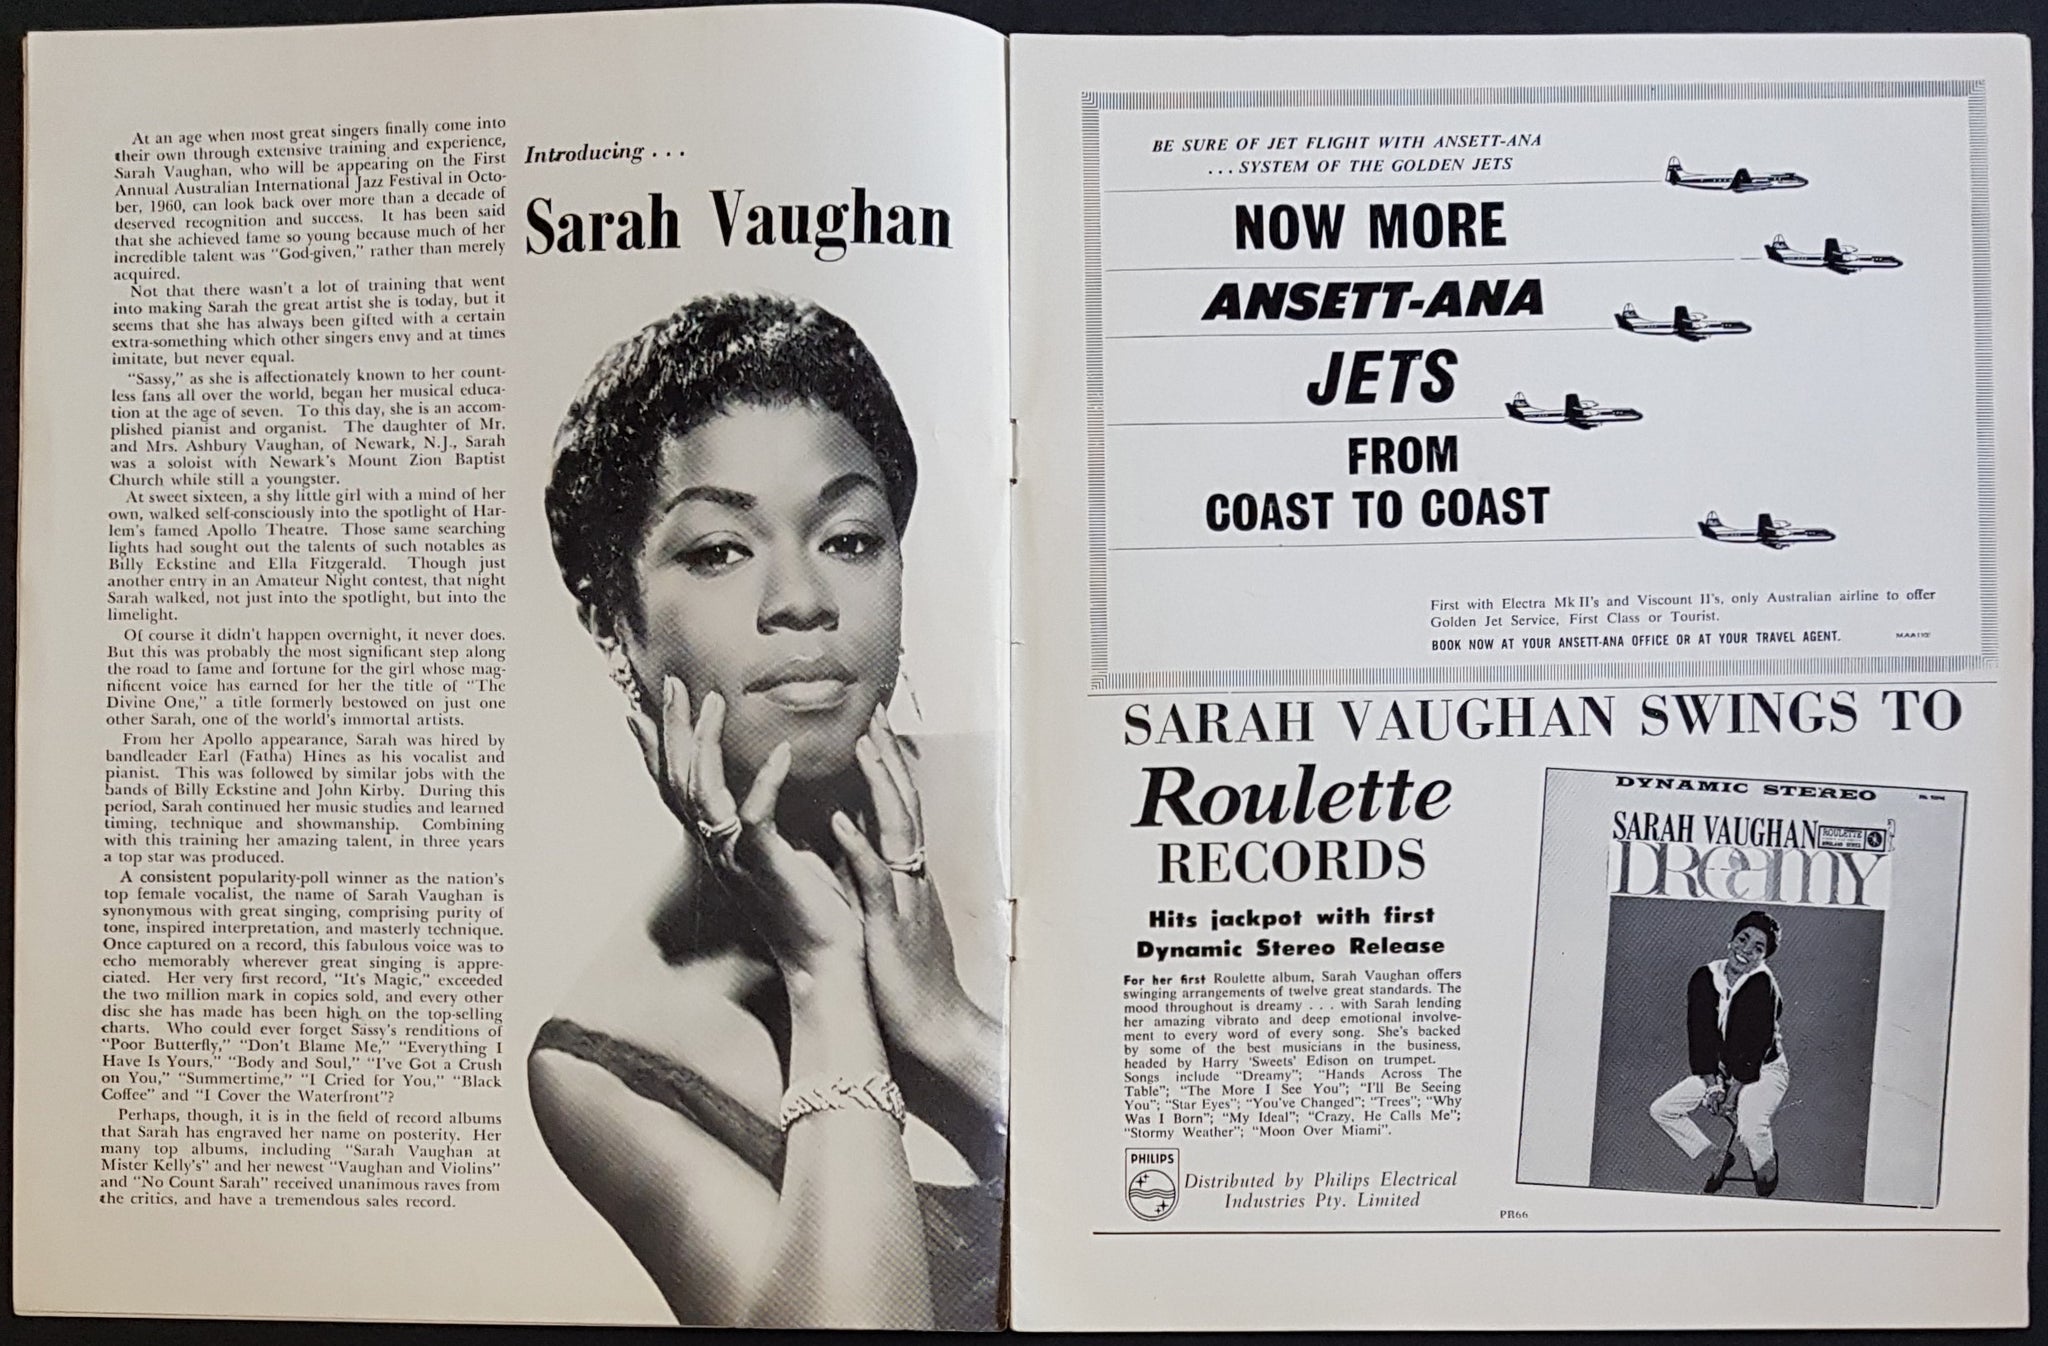 At an age when most great singers finally come into
their own through extensive training and experience,
Sarah Vaughan, who will be appearing on the First
Annual Australian International Jazz Festival in Octo-
ber, 1960, can look back over more than a decade of
deserved recognition and success. It has been said
that she achieved fame so young because much of her
incredible talent was "God-given," rather than merely
acquired.
Not that there wasn't a lot of training that went
into making Sarah the great artist she is today, but it
seems that she has always been gifted with a certain
extra-something which other singers envy and at times
imitate, but never equal.
"Sassy," as she is affectionately known to her count-
less fans all over the world, began her musical educa-
tion at the age of seven. To this day, she is an accom-
plished pianist and organist. The daughter of Mr.
and Mrs. Ashbury Vaughan, of Newark, N.J., Sarah
was a soloist with Newark's Mount Zion Baptist
Church while still a youngster.
At sweet sixteen, a shy little girl with a mind of her
own, walked self-consciously into the spotlight of Har-
lem's famed Apollo Theatre. Those same searching
lights had sought out the talents of such notables as
Billy Eckstine and Ella Fitzgerald. Though just
another entry in an Amateur Night contest, that night
Sarah walked, not just into the spotlight, but into the
limelight.
Of course it didn't happen overnight, it never does.
But this was probably the most significant step along
the road to fame and fortune for the girl whose mag-
nificent voice has earned for her the title of "The
Divine One," a title formerly bestowed on just one
other Sarah, one of the world's immortal artists.
From her Apollo appearance, Sarah was hired by
bandleader Earl (Fatha) Hines as his vocalist and
pianist. This was followed by similar jobs with the
bands of Billy Eckstine and John Kirby. During this
period, Sarah continued her music studies and learned
timing, technique and showmanship. Combining
with this training her amazing talent, in three years
a top star was produced.
A consistent popularity-poll winner as the nation's
top female vocalist, the name of Sarah Vaughan is
synonymous with great singing, comprising purity of
tone, inspired interpretation, and masterly technique.
Once captured on a record, this fabulous voice was to
echo memorably wherever great singing is appre-
ciated. Her very first record, "It's Magic," exceeded
the two million mark in copies sold, and every other
disc she has made has been high on the top-selling
charts. Who could ever forget Sassy's renditions of
"Poor Butterfly," "Don't Blame Me," "Everything I
Have Is Yours," "Body and Soul," "I've Got a Crush
on You," "Summertime," "I Cried for You," "Black
Coffee" and "I Cover the Waterfront"?
Perhaps, though, it is in the field of record albums
that Sarah has engraved her name on posterity. Her
many top albums, including "Sarah Vaughan at
Mister Kelly's" and her newest "Vaughan and Violins"
and "No Count Sarah" received unanimous raves from
the critics, and have a tremendous sales record.
Introducing . . .
Sarah Vaughan
BE SURE OF JET FLIGHT WITH ANSETT-ANA
. . . SYSTEM OF THE GOLDEN JETS
NOW MORE
ANSETT-ANA
JETS
FROM
COAST TO COAST
First with Electra Mk II's and Viscount II's, only Australian airline to offer
Golden Jet Service, First Class or Tourist.
BOOK NOW AT YOUR ANSETT-ANA OFFICE OR AT YOUR TRAVEL AGENT.
SARAH VAUGHAN SWINGS TO
Roulette
RECORDS
Hits jackpot with first
Dynamic Stereo Release
For her first Roulette album, Sarah Vaughan offers
swinging arrangements of twelve great standards. The
mood throughout is dreamy . . . with Sarah lending
her amazing vibrato and deep emotional involve-
ment to every word of every song. She's backed
by some of the best musicians in the business,
headed by Harry 'Sweets' Edison on trumpet.
Songs include "Dreamy"; "Hands Across The
Table"; "The More I See You"; "I'll Be Seeing
You"; "Star Eyes"; "You've Changed"; "Trees"; "Why
Was I Born"; "My Ideal"; "Crazy, He Calls Me";
"Stormy Weather"; "Moon Over Miami".
PHILIPS
Distributed by Philips Electrical
Industries Pty. Limited
PR66
DYNAMIC STEREO
SARAH VAUGHAN
ROULETTE
DREAMY